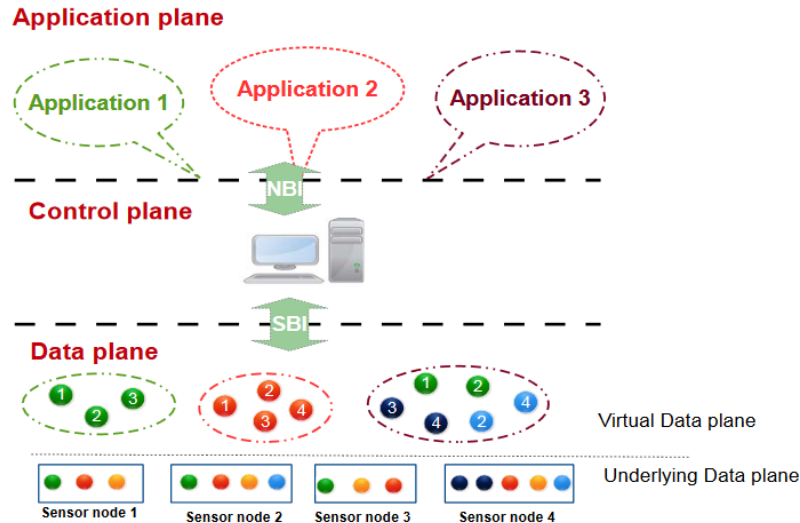 Application plane
Application 1
Application 2
Application 3
NBI
Control plane
SBI
Data plane
1 2 3
1 2 3 4
1 2 3 4 2 4
Virtual Data plane
Underlying Data plane
Sensor node 1
Sensor node 2
Sensor node 3
Sensor node 4